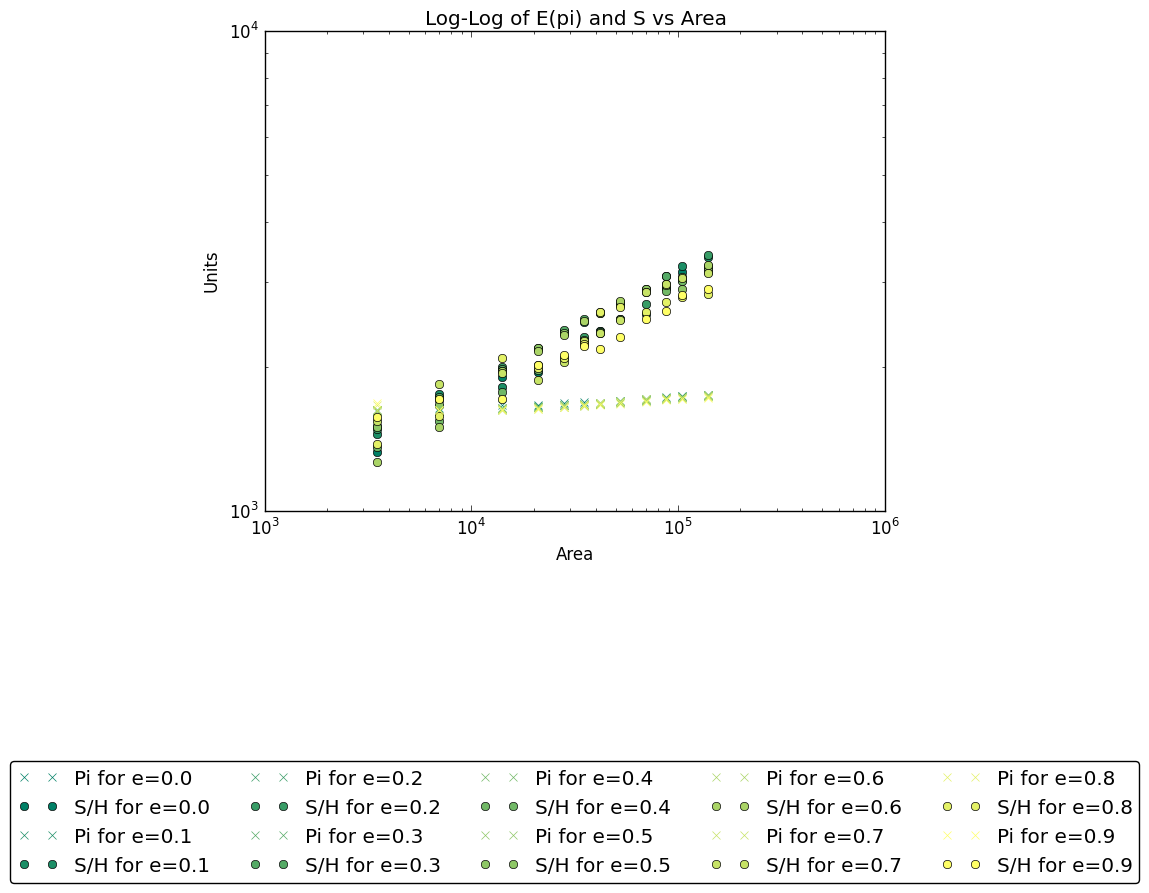 Log-Log of E(pi) and S vs Area
10^4
Units
10^3
10^3 10^4 10^5 10^6
Area
Pi for e=0.0 Pi for e=0.2 Pi for e=0.4 Pi for e=0.6 Pi for e=0.8
S/H for e=0.0 S/H for e=0.2 S/H for e=0.4 S/H for e=0.6 S/H for e=0.8
Pi for e=0.1 Pi for e=0.3 Pi for e=0.5 Pi for e=0.7 Pi for e=0.9
S/H for e=0.1 S/H for e=0.3 S/H for e=0.5 S/H for e=0.7 S/H for e=0.9